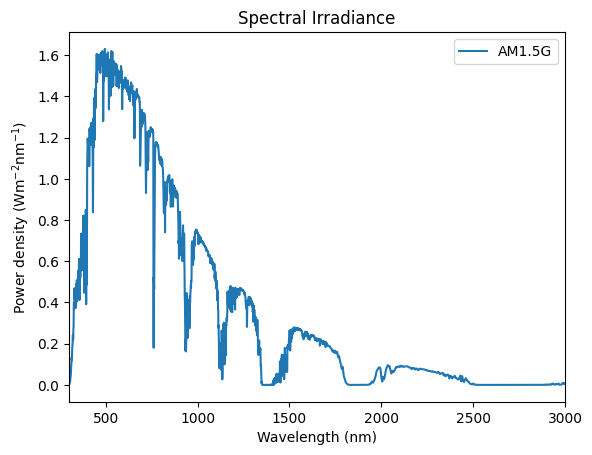 Spectral Irradiance
AM1.5G
Power density (Wm⁻²nm⁻¹)
1.6
1.4
1.2
1.0
0.8
0.6
0.4
0.2
0.0
500 1000 1500 2000 2500 3000
Wavelength (nm)